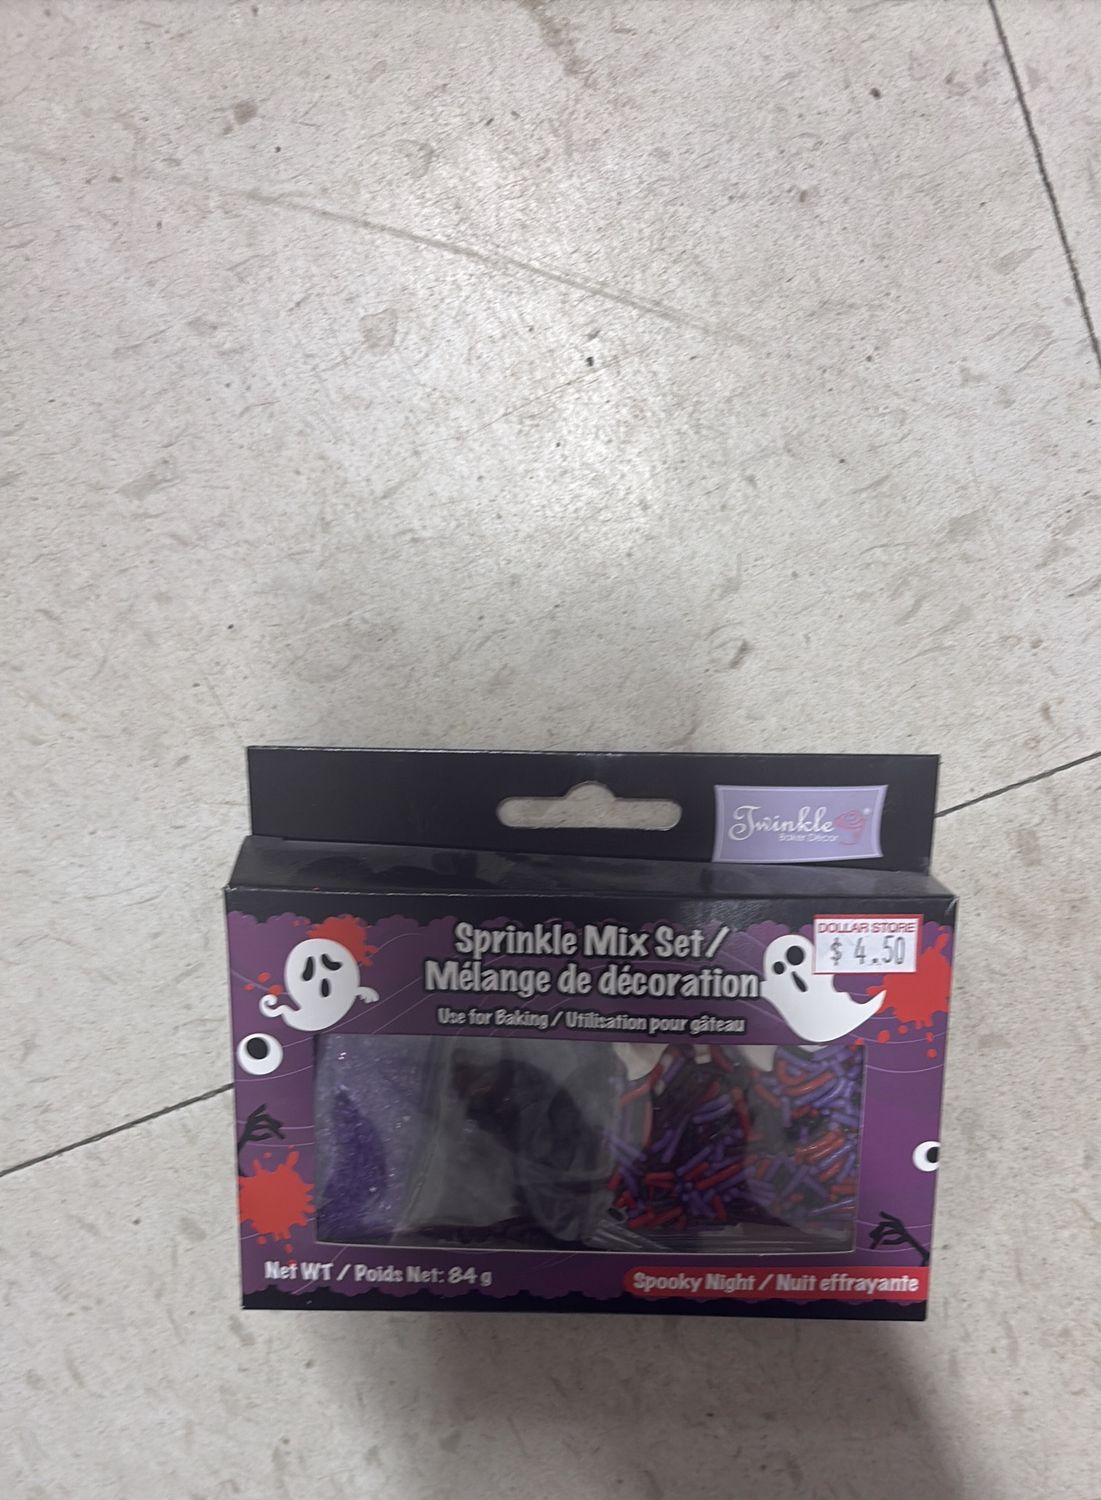 Twinkle
Baker Décor
DOLLAR STORE
$ 4.50
Sprinkle Mix Set/
Mélange de décoration
Use for Baking / Utilisation pour gâteau
Net WT / Poids Net: 84 g
Spooky Night / Nuit effrayante